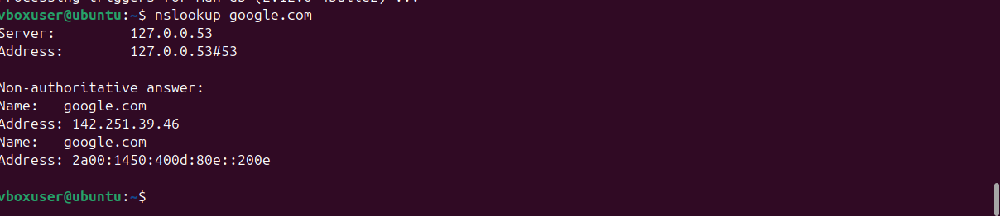 vboxuser@ubuntu:~$ nslookup google.com
Server:         127.0.0.53
Address:        127.0.0.53#53
Non-authoritative answer:
Name:   google.com
Address: 142.251.39.46
Name:   google.com
Address: 2a00:1450:400d:80e::200e
vboxuser@ubuntu:~$